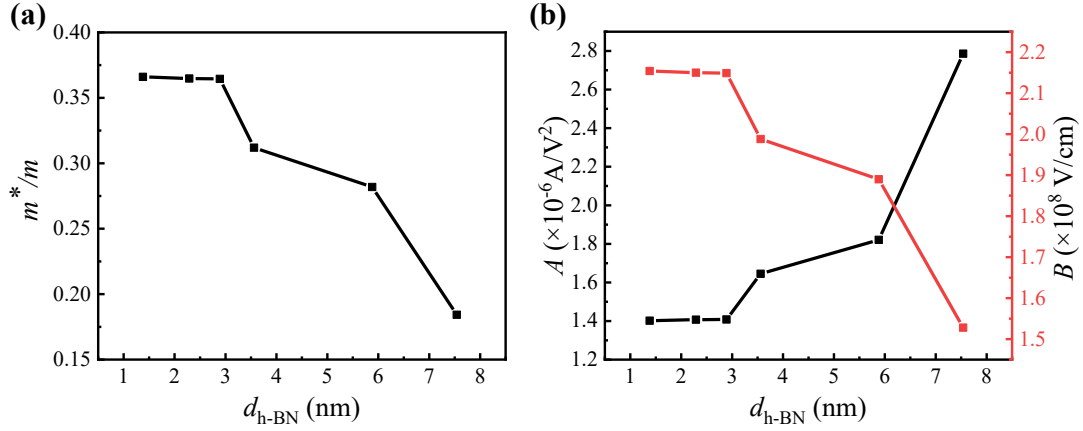 (a)
0.40
0.35
0.30
0.25
0.20
0.15
m*/m
1 2 3 4 5 6 7 8
d h-BN (nm)
(b)
2.8
2.6
2.4
2.2
2.0
1.8
1.6
1.4
1.2
A (×10-6A/V2)
2.2
2.1
2.0
1.9
1.8
1.7
1.6
1.5
B (×108 V/cm)
1 2 3 4 5 6 7 8
d h-BN (nm)